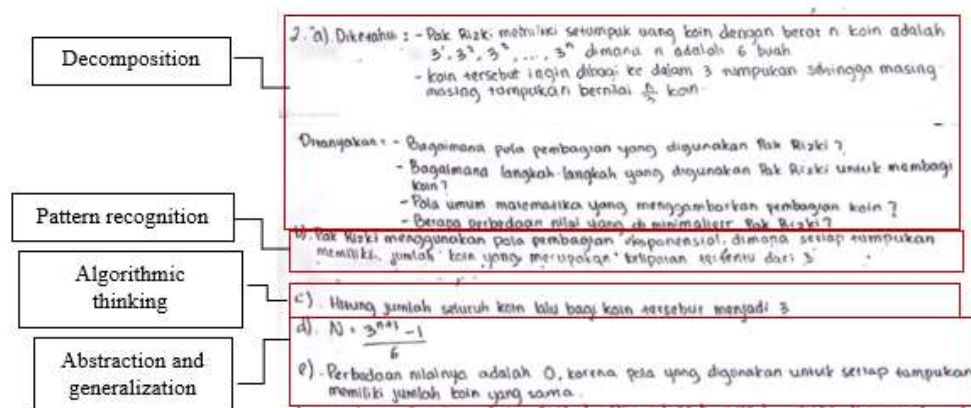 Decomposition
2. a). Diketahui : - Pak Rizki memiliki setumpuk uang koin dengan berat n koin adalah
3¹, 3², 3³, ..., 3ⁿ dimana n adalah 6 buah
- koin tersebut ingin dibagi ke dalam 3 tumpukan sehingga masing-
masing tumpukan bernilai n/3 koin.
Ditanyakan : - Bagaimana pola pembagian yang digunakan Pak Rizki ?
- Bagaimana langkah-langkah yang digunakan Pak Rizki untuk membagi
koin ?
- Pola umum matematika yang menggambarkan pembagian koin ?
- Berapa perbedaan nilai yang di minimalisir Pak Rizki ?
Pattern recognition
b). Pak Rizki menggunakan pola pembagian eksponensial, dimana setiap tumpukan
memiliki jumlah koin yang merupakan kelipatan tertentu dari 3
Algorithmic
thinking
c). Hitung jumlah seluruh koin lalu bagi koin tersebut menjadi 3
Abstraction and
generalization
d). N = 3ⁿ⁺¹ - 1
6
e). Perbedaan nilainya adalah 0, karena pola yang digunakan untuk setiap tumpukan
memiliki jumlah koin yang sama.